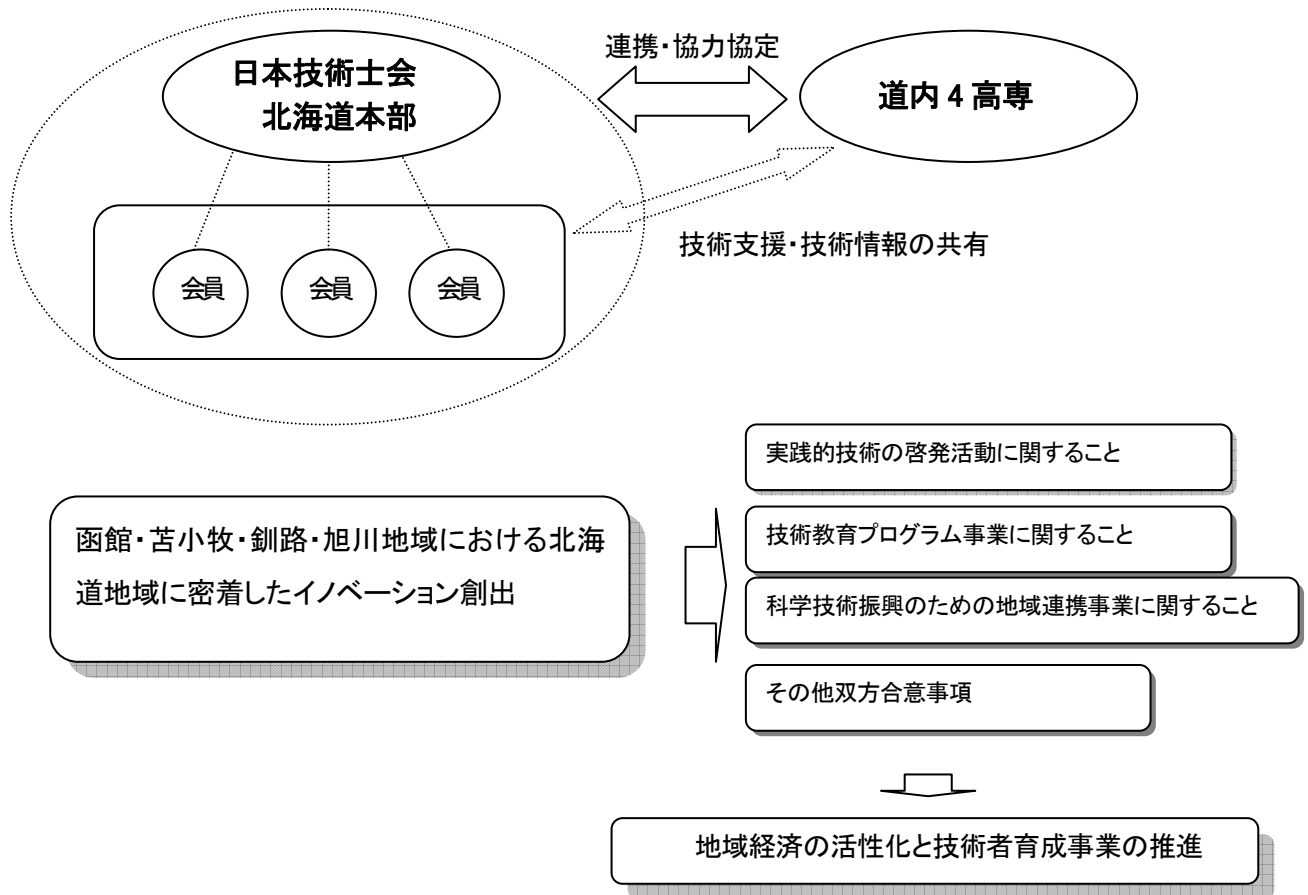 連携・協力協定
日本技術士会
北海道本部
道内4高専
技術支援・技術情報の共有
会員
会員
会員
実践的技術の啓発活動に関すること
函館・苫小牧・釧路・旭川地域における北海
道地域に密着したイノベーション創出
技術教育プログラム事業に関すること
科学技術振興のための地域連携事業に関すること
その他双方合意事項
地域経済の活性化と技術者育成事業の推進